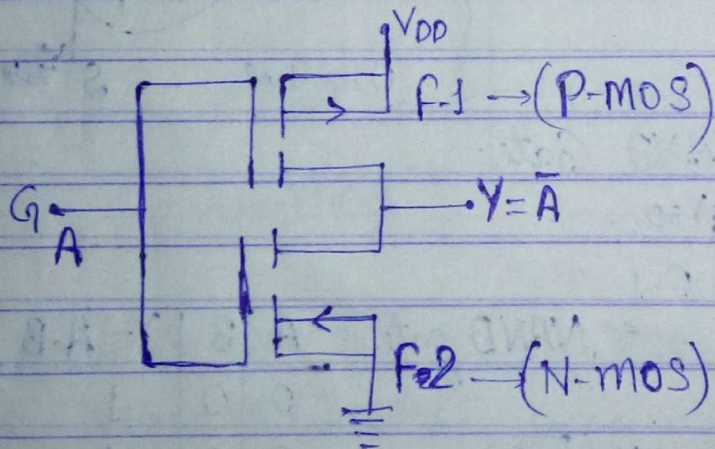 VDD
F-1 → (P-MOS)
G
A
Y = Ā
F-2 → (N-MOS)